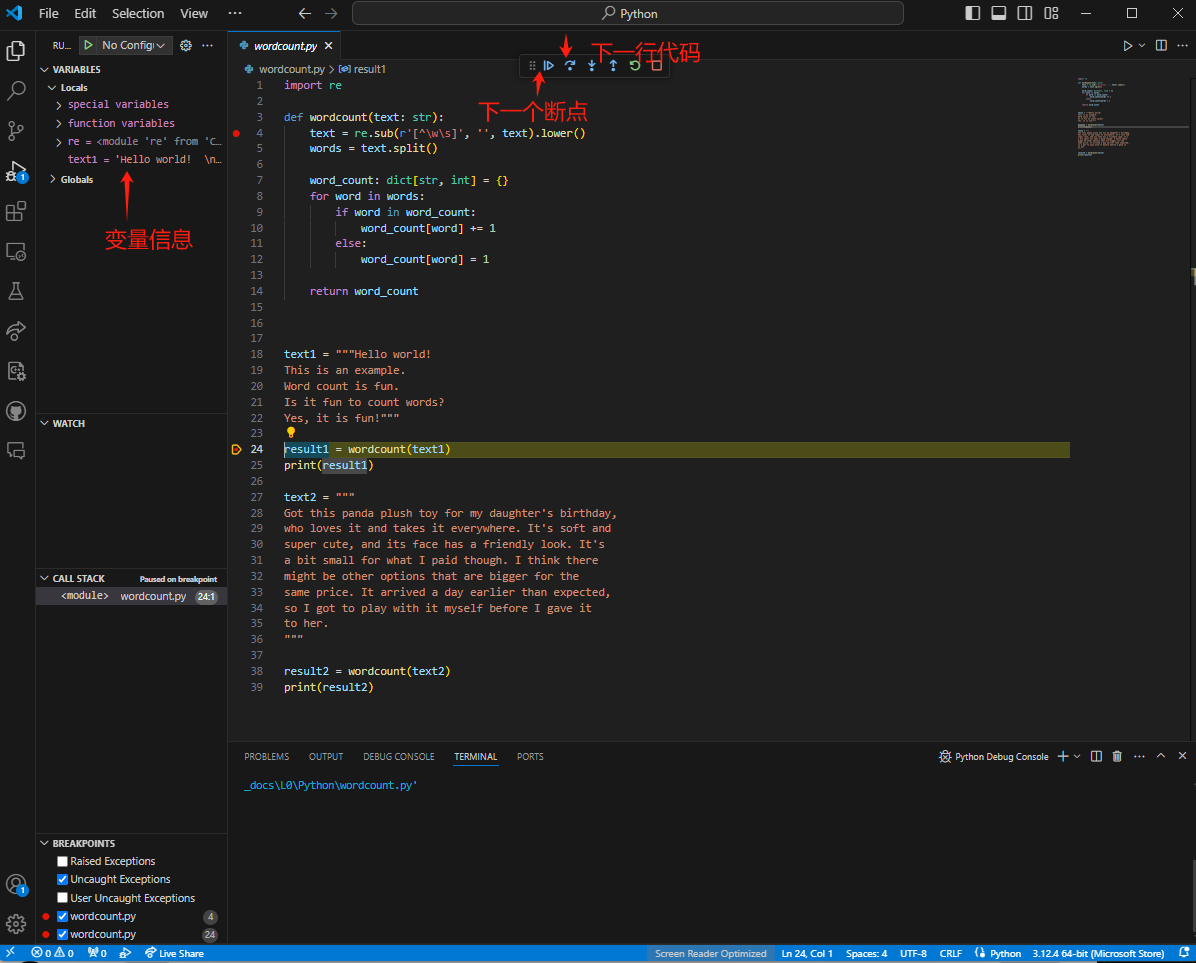 File Edit Selection View ··· Python
RU... No Config ···
VARIABLES
Locals
special variables
function variables
re = <module 're' from 'C...
text1 = 'Hello world!  \n...
Globals
变量信息
WATCH
CALL STACK Paused on breakpoint
<module> wordcount.py 24:1
BREAKPOINTS
Raised Exceptions
Uncaught Exceptions
User Uncaught Exceptions
wordcount.py 4
wordcount.py 24
1
1
wordcount.py
下一行代码
wordcount.py > result1
下一个断点
1 import re
2
3 def wordcount(text: str):
4     text = re.sub(r'[^\w\s]', '', text).lower()
5     words = text.split()
6
7     word_count: dict[str, int] = {}
8     for word in words:
9         if word in word_count:
10             word_count[word] += 1
11         else:
12             word_count[word] = 1
13
14     return word_count
15
16
17
18 text1 = """Hello world!
19 This is an example.
20 Word count is fun.
21 Is it fun to count words?
22 Yes, it is fun!"""
23
24 result1 = wordcount(text1)
25 print(result1)
26
27 text2 = """
28 Got this panda plush toy for my daughter's birthday,
29 who loves it and takes it everywhere. It's soft and
30 super cute, and its face has a friendly look. It's
31 a bit small for what I paid though. I think there
32 might be other options that are bigger for the
33 same price. It arrived a day earlier than expected,
34 so I got to play with it myself before I gave it
35 to her.
36 """
37
38 result2 = wordcount(text2)
39 print(result2)
PROBLEMS OUTPUT DEBUG CONSOLE TERMINAL PORTS Python Debug Console ···
_docs\L0\Python\wordcount.py'
0 0 0 Live Share Screen Reader Optimized Ln 24, Col 1 Spaces: 4 UTF-8 CRLF Python 3.12.4 64-bit (Microsoft Store)